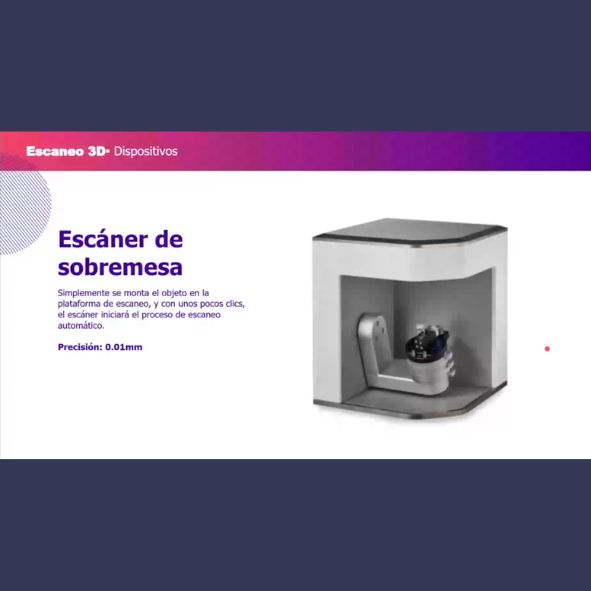 Escaneo 3D• Dispositivos
Escáner de
sobremesa
Simplemente se monta el objeto en la
plataforma de escaneo, y con unos pocos clics,
el escáner iniciará el proceso de escaneo
automático.
Precisión: 0.01mm